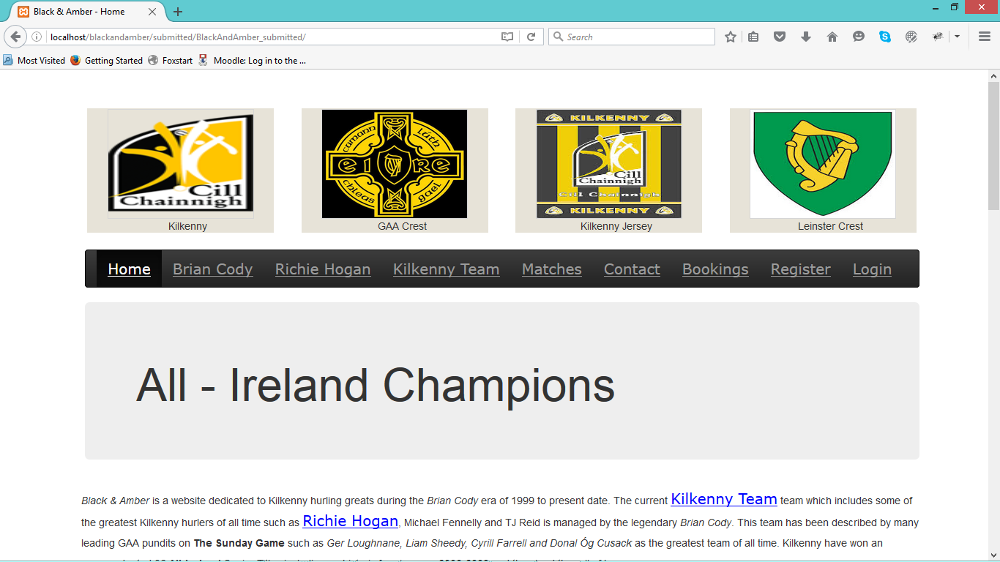 Black & Amber - Home
localhost/blackandamber/submitted/BlackAndAmber_submitted/
Search
Most Visited
Getting Started
Foxstart
Moodle: Log in to the ...
Cill
Chainnigh
Kilkenny
cumann
lúth
eIRe
chleas
gael
GAA Crest
KILKENNY
Cill
Chainnigh
Cill Chainnigh
KILKENNY
Kilkenny Jersey
Leinster Crest
Home Brian Cody Richie Hogan Kilkenny Team Matches Contact Bookings Register Login
All - Ireland Champions
Black & Amber is a website dedicated to Kilkenny hurling greats during the Brian Cody era of 1999 to present date. The current Kilkenny Team team which includes some of
the greatest Kilkenny hurlers of all time such as Richie Hogan, Michael Fennelly and TJ Reid is managed by the legendary Brian Cody. This team has been described by many
leading GAA pundits on The Sunday Game such as Ger Loughnane, Liam Sheedy, Cyrill Farrell and Donal Óg Cusack as the greatest team of all time. Kilkenny have won an